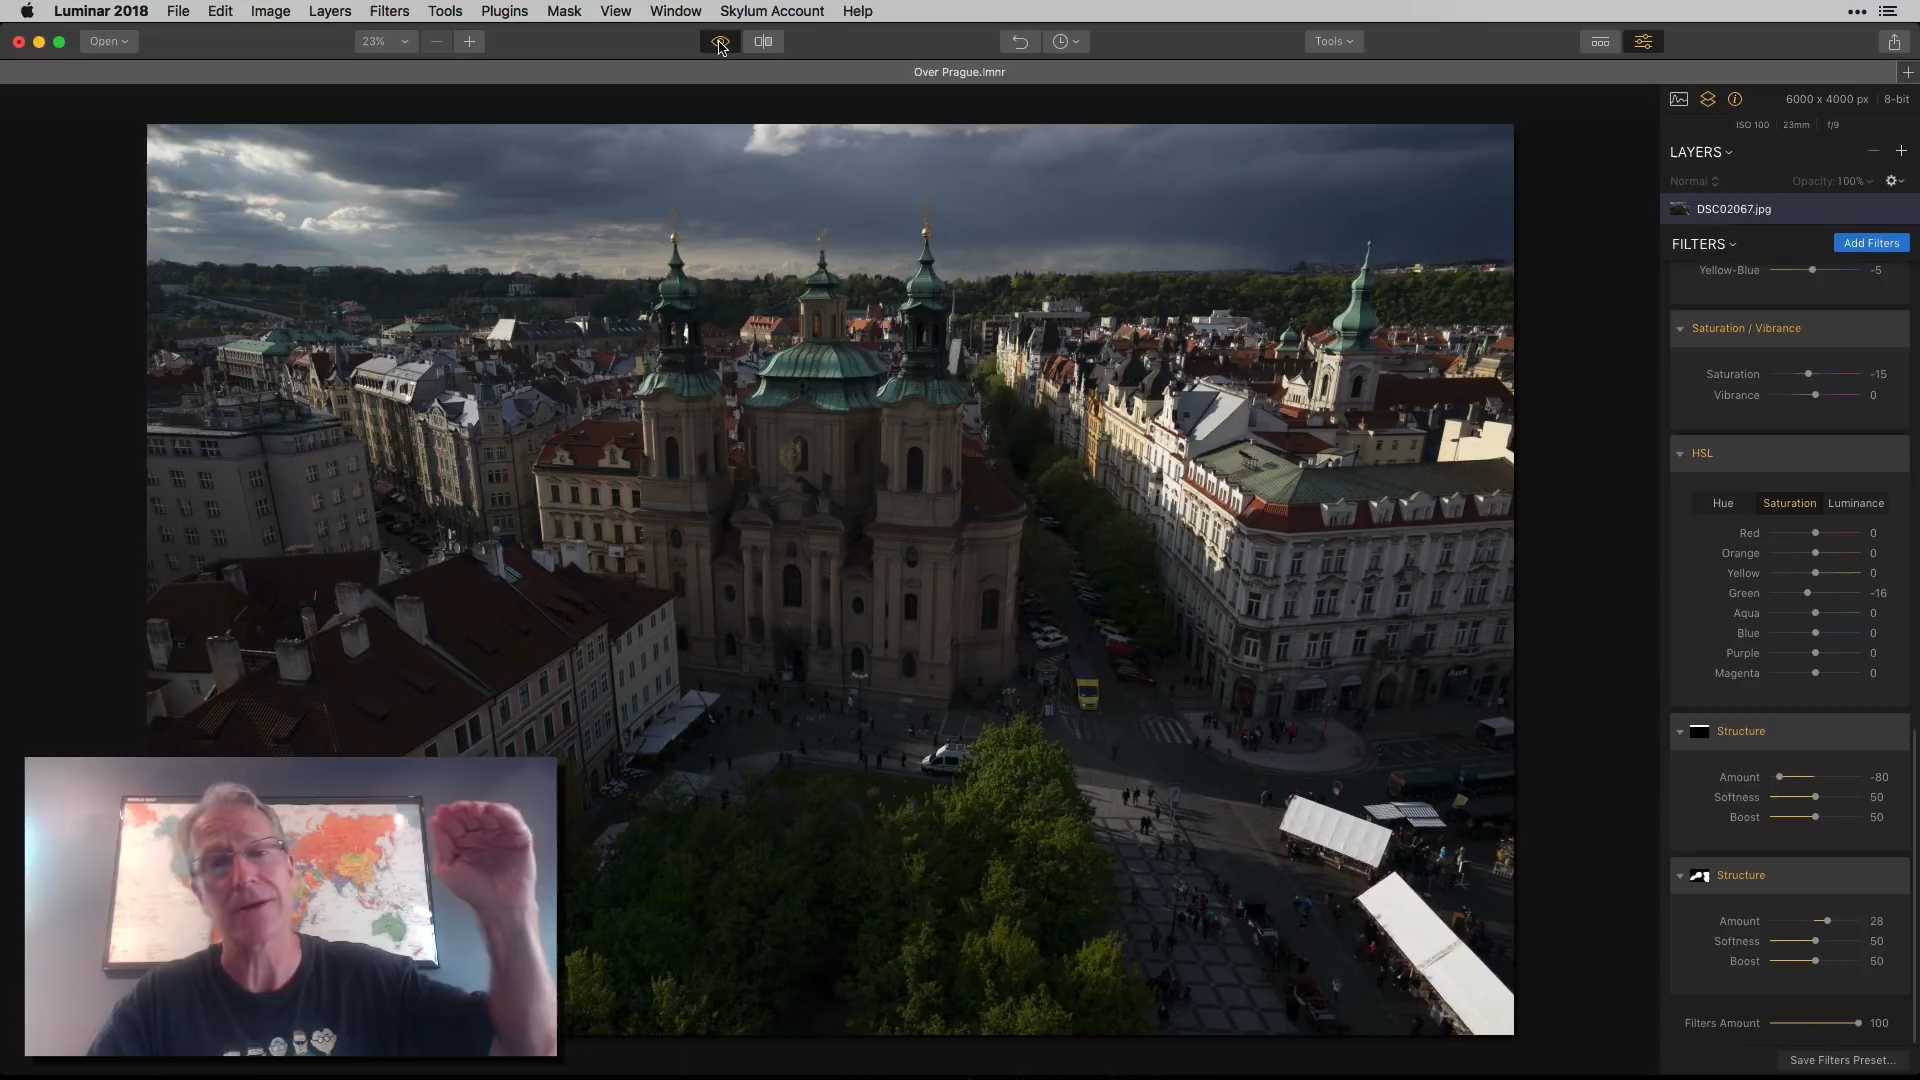 Luminar 2018 File Edit Image Layers Filters Tools Plugins Mask View Window Skylum Account Help
Open 23% Tools
Over Prague.lmnr
6000 x 4000 px 8-bit
ISO 100 23mm f/9
LAYERS
Normal Opacity: 100%
DSC02067.jpg
FILTERS Add Filters
Yellow-Blue -5
Saturation / Vibrance
Saturation -15
Vibrance 0
HSL
Hue Saturation Luminance
Red 0
Orange 0
Yellow 0
Green -16
Aqua 0
Blue 0
Purple 0
Magenta 0
Structure
Amount -80
Softness 50
Boost 50
Structure
Amount 28
Softness 50
Boost 50
Filters Amount 100
Save Filters Preset...